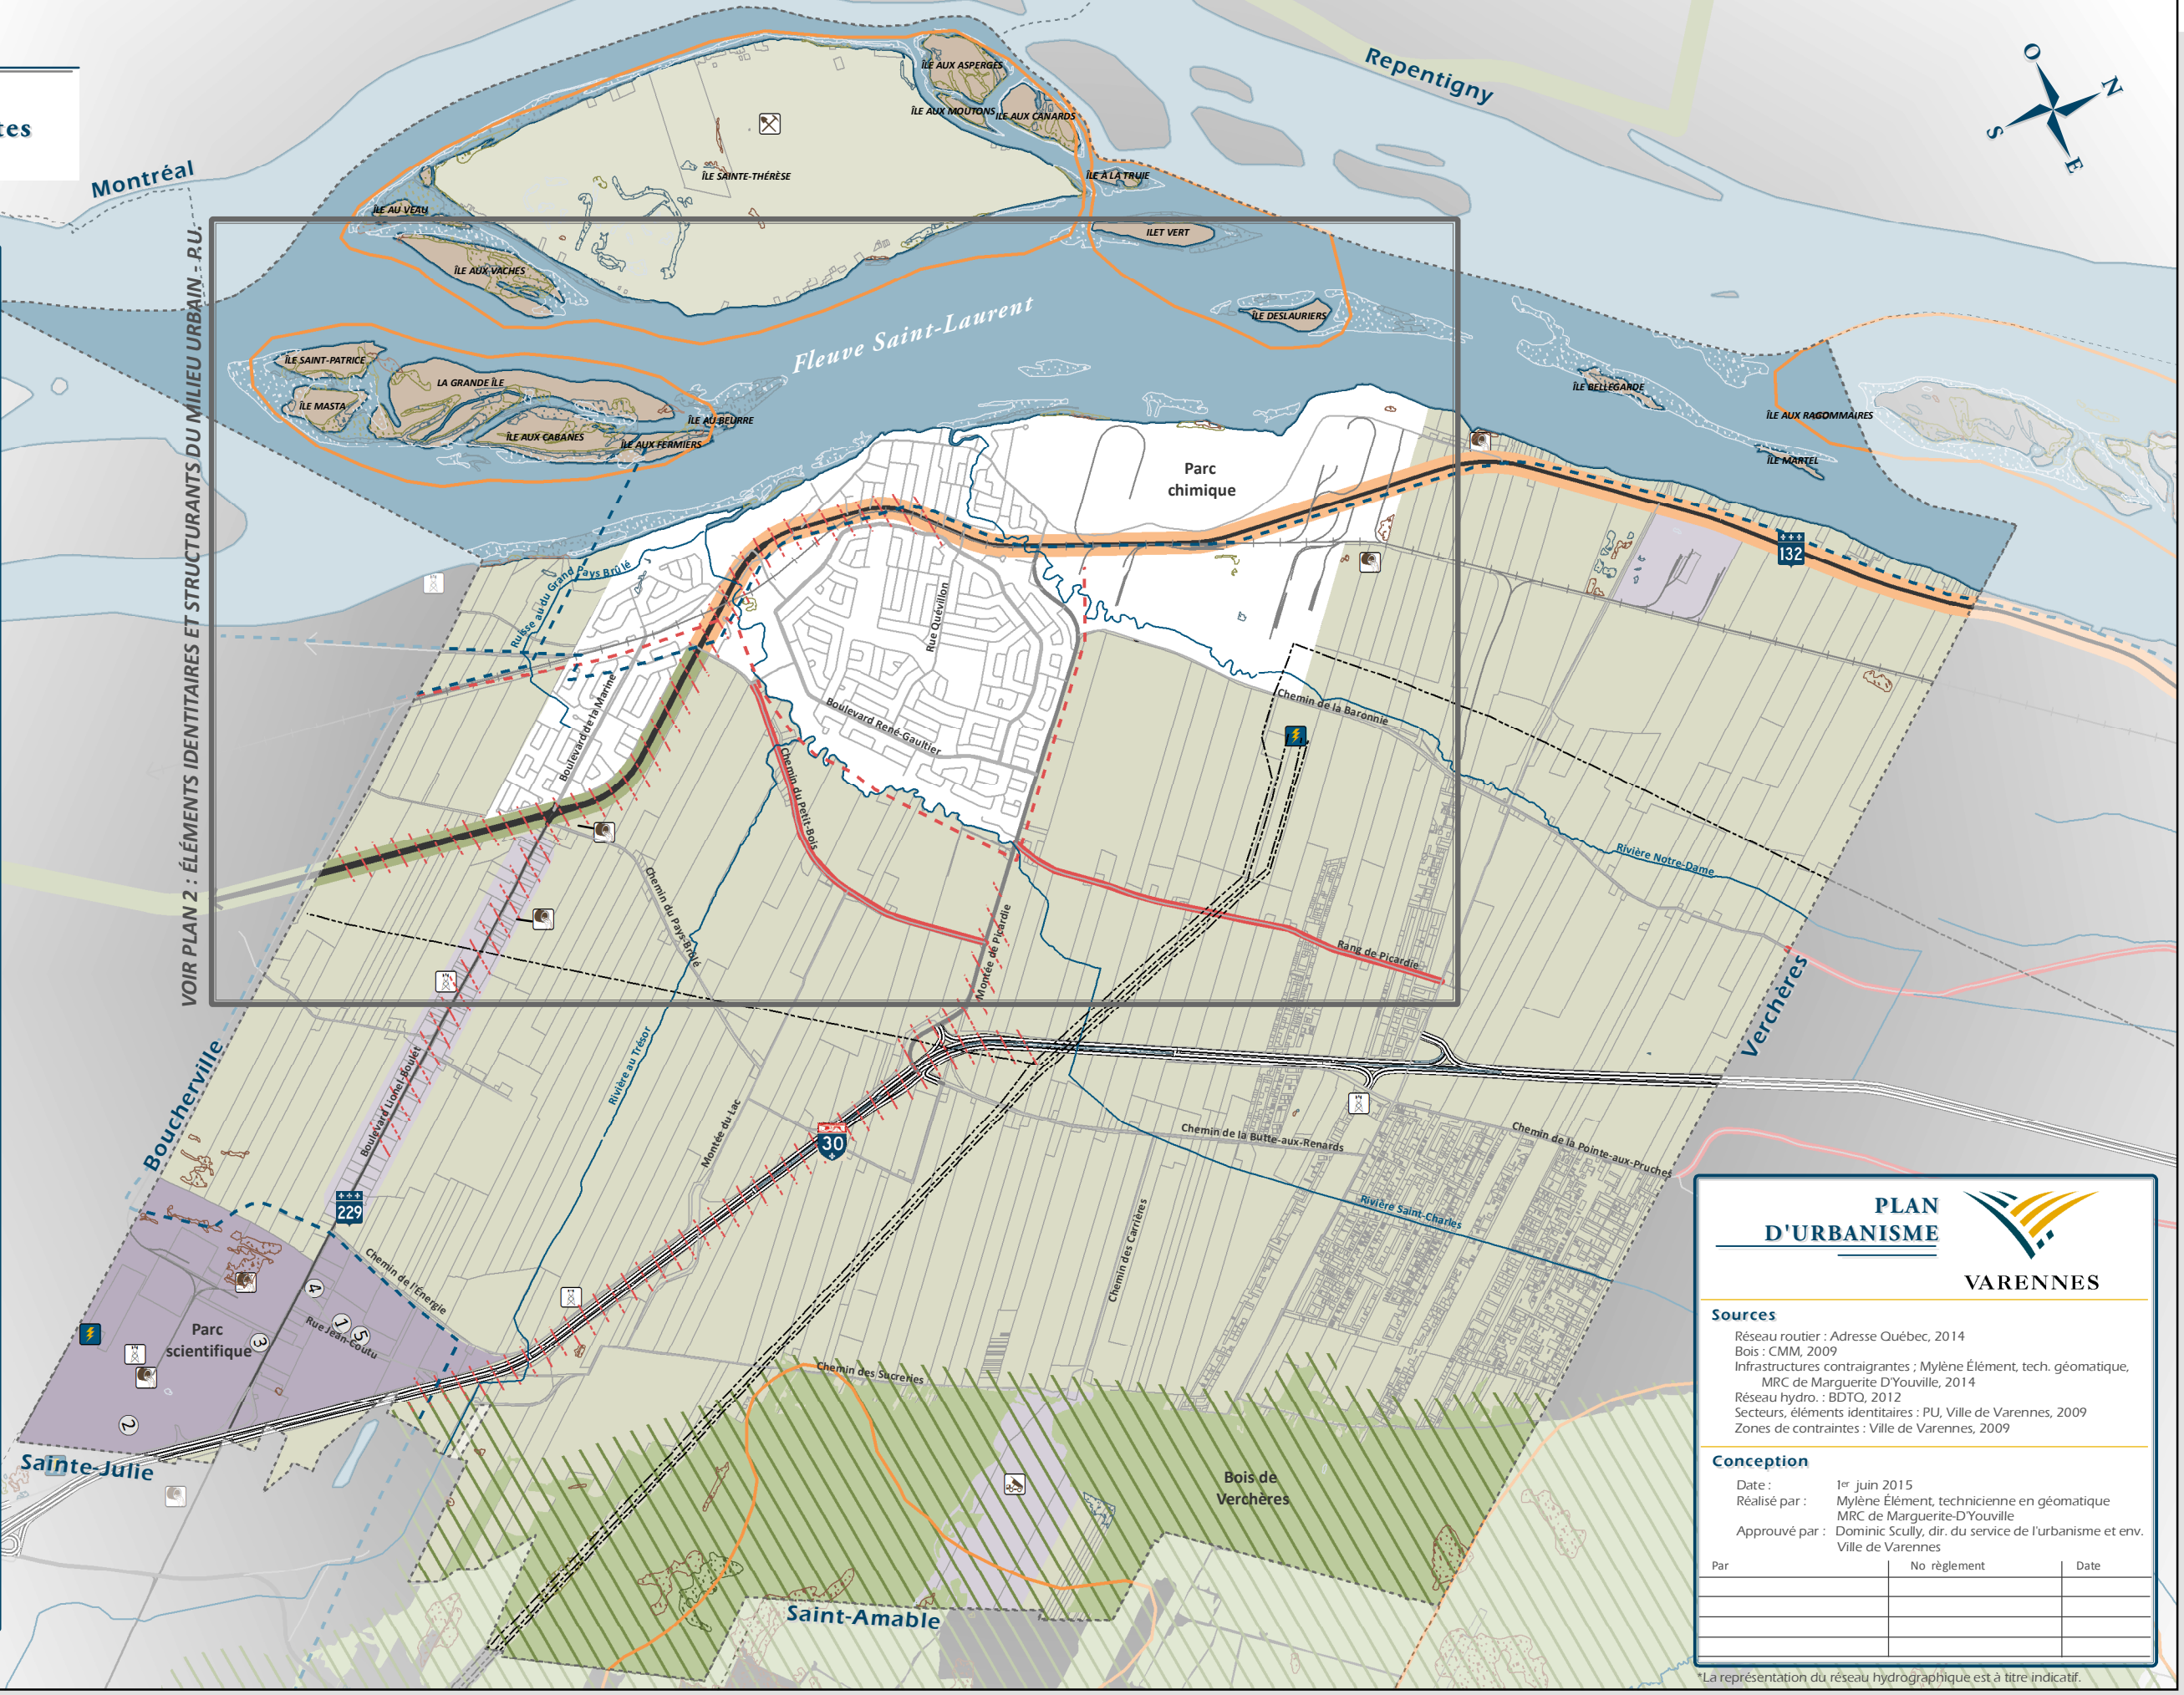 tes
Montréal
Repentigny
O
N
S
E
ÎLE AUX ASPERGES
ÎLE AUX MOUTONS
ILE AUX CANARDS
ÎLE SAINTE-THÉRÈSE
ÎLE À LA TRUIE
ÎLE AU VEAU
ILET VERT
ÎLE AUX VACHES
ÎLE DESLAURIERS
Fleuve Saint-Laurent
ÎLE SAINT-PATRICE
LA GRANDE ÎLE
ÎLE MASTA
ÎLE AU BEURRE
ÎLE AUX CABANES
ÎLE AUX FERMIERS
ÎLE BELLEGARDE
ÎLE AUX RAGOMMAIRES
ÎLE MARTEL
VOIR PLAN 2 : ÉLÉMENTS IDENTITAIRES ET STRUCTURANTS DU MILIEU URBAIN - P.U.
Parc
chimique
132
Ruisse au du Grand Pays Brûlé
Rue Quévillon
Boulevard de la Marine
Boulevard René-Gaultier
Chemin de la Baronnie
Chemin du Petit-Bois
Rivière Notre-Dame
Chemin du Pays-Brûlé
Montée de Picardie
Rang de Picardie
Verchères
Boucherville
Boulevard Lionel-Boulet
Rivière au Trésor
Montée du Lac
30
Chemin de la Butte-aux-Renards
Chemin de la Pointe-aux-Pruches
Rivière Saint-Charles
Chemin des Carrières
229
Chemin de l'Énergie
4
1
5
3
2
Rue Jean-Coutu
Parc
scientifique
Chemin des Sucreries
Sainte-Julie
Bois de
Verchères
Saint-Amable
PLAN
D'URBANISME
VARENNES
Sources
Réseau routier : Adresse Québec, 2014
Bois : CMM, 2009
Infrastructures contraigrantes ; Mylène Élément, tech. géomatique,
MRC de Marguerite D'Youville, 2014
Réseau hydro. : BDTQ, 2012
Secteurs, éléments identitaires : PU, Ville de Varennes, 2009
Zones de contraintes : Ville de Varennes, 2009
Conception
Date : 1er juin 2015
Réalisé par : Mylène Élément, technicienne en géomatique
MRC de Marguerite-D'Youville
Approuvé par : Dominic Scully, dir. du service de l'urbanisme et env.
Ville de Varennes
Par No règlement Date
*La représentation du réseau hydrographique est à titre indicatif.